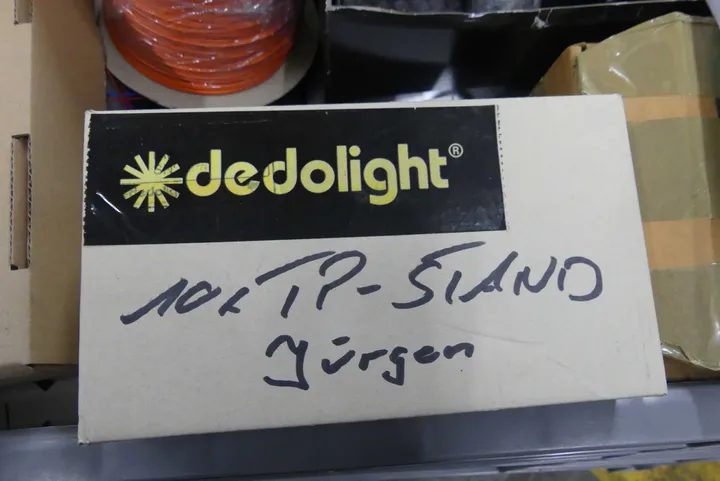 dedolight®
10x TP-STAND
Jürgen